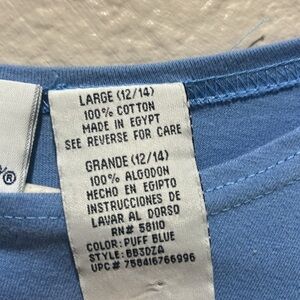 LARGE (12/14)
100% COTTON
MADE IN EGYPT
SEE REVERSE FOR CARE
GRANDE (12/14)
100% ALGODON
HECHO EN EGIPTO
INSTRUCCIONES DE
LAVAR AL DORSO
RN# 58110
COLOR: PUFF BLUE
STYLE: BB3DZA
UPC# 758416766996
®